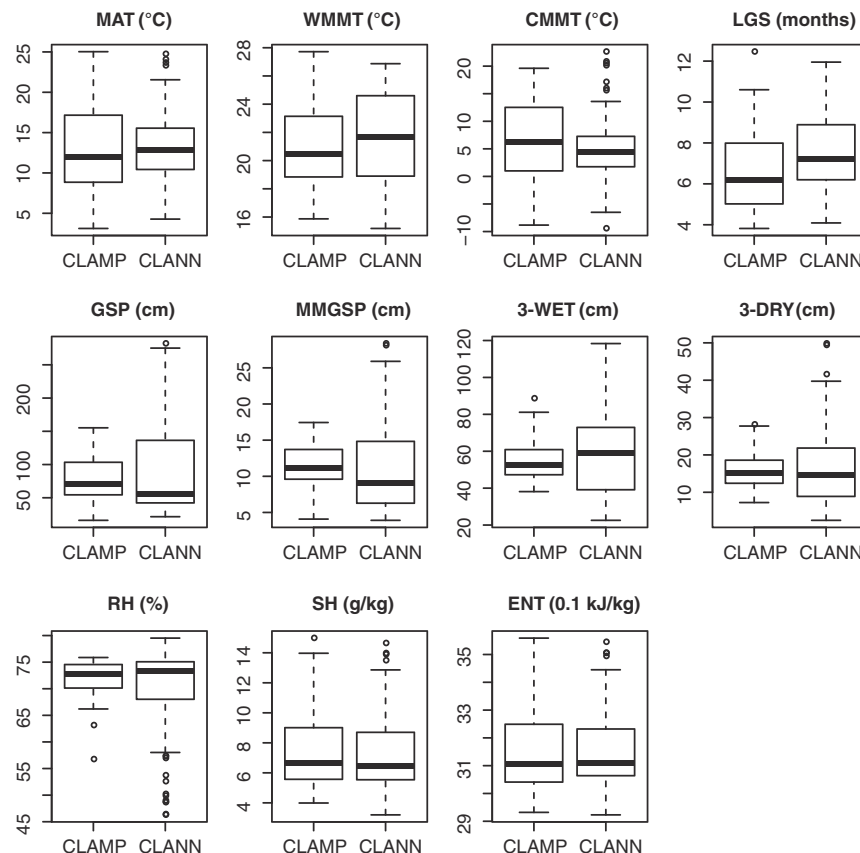 MAT (°C) WMMT (°C) CMMT (°C) LGS (months)
5 10 15 20 25
16 20 22 24 28
−10 0 5 10 20
4 6 8 10 12
CLAMP CLANN CLAMP CLANN CLAMP CLANN CLAMP CLANN
GSP (cm) MMGSP (cm) 3-WET (cm) 3-DRY(cm)
50 100 200
5 10 15 20 25
20 40 60 80 100 120
10 20 30 40 50
CLAMP CLANN CLAMP CLANN CLAMP CLANN CLAMP CLANN
RH (%) SH (g/kg) ENT (0.1 kJ/kg)
45 55 65 75
4 6 8 10 12 14
29 31 33 35
CLAMP CLANN CLAMP CLANN CLAMP CLANN